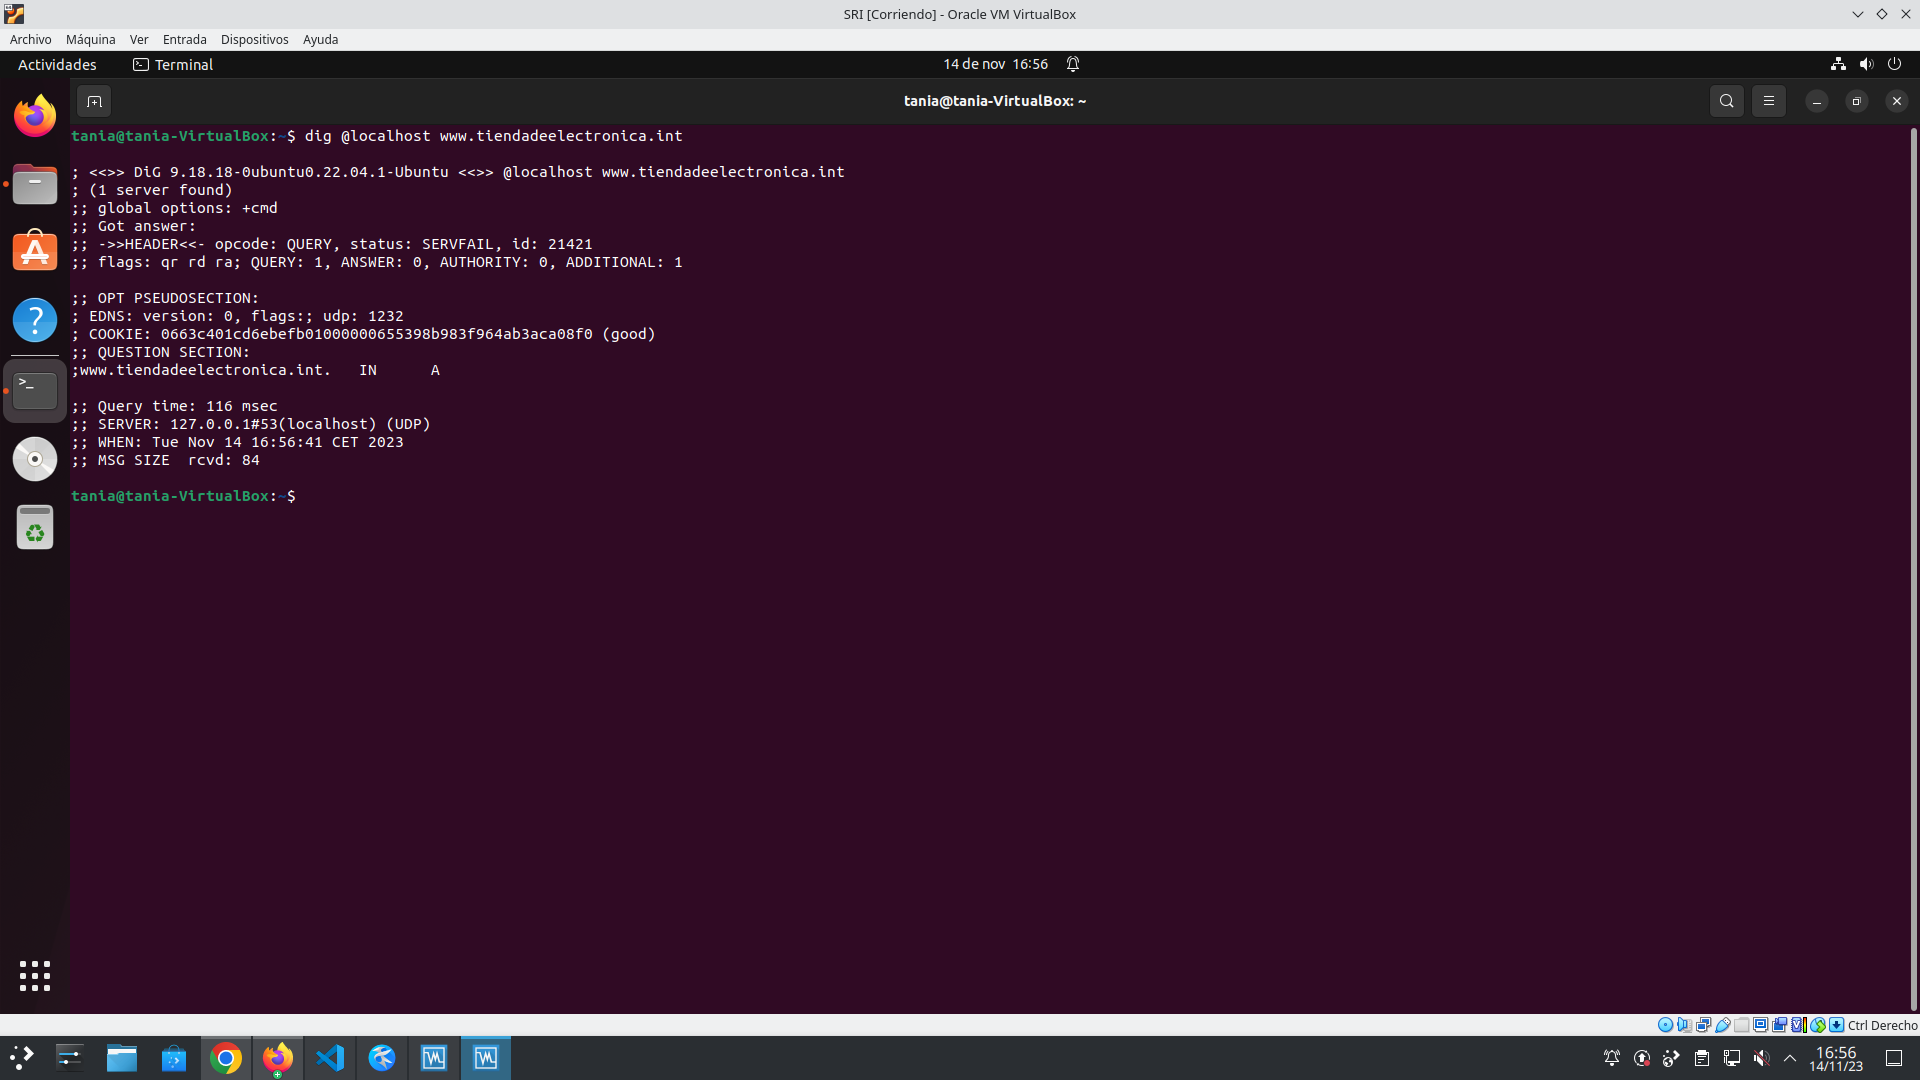 SRI [Corriendo] - Oracle VM VirtualBox
Archivo Máquina Ver Entrada Dispositivos Ayuda
Actividades Terminal 14 de nov 16:56
tania@tania-VirtualBox: ~
tania@tania-VirtualBox:~$ dig @localhost www.tiendadeelectronica.int
; <<>> DiG 9.18.18-0ubuntu0.22.04.1-Ubuntu <<>> @localhost www.tiendadeelectronica.int
; (1 server found)
;; global options: +cmd
;; Got answer:
;; ->>HEADER<<- opcode: QUERY, status: SERVFAIL, id: 21421
;; flags: qr rd ra; QUERY: 1, ANSWER: 0, AUTHORITY: 0, ADDITIONAL: 1
;; OPT PSEUDOSECTION:
; EDNS: version: 0, flags:; udp: 1232
; COOKIE: 0663c401cd6ebefb01000000655398b983f964ab3aca08f0 (good)
;; QUESTION SECTION:
;www.tiendadeelectronica.int. IN A
;; Query time: 116 msec
;; SERVER: 127.0.0.1#53(localhost) (UDP)
;; WHEN: Tue Nov 14 16:56:41 CET 2023
;; MSG SIZE rcvd: 84
tania@tania-VirtualBox:~$
Ctrl Derecho
16:56
14/11/23